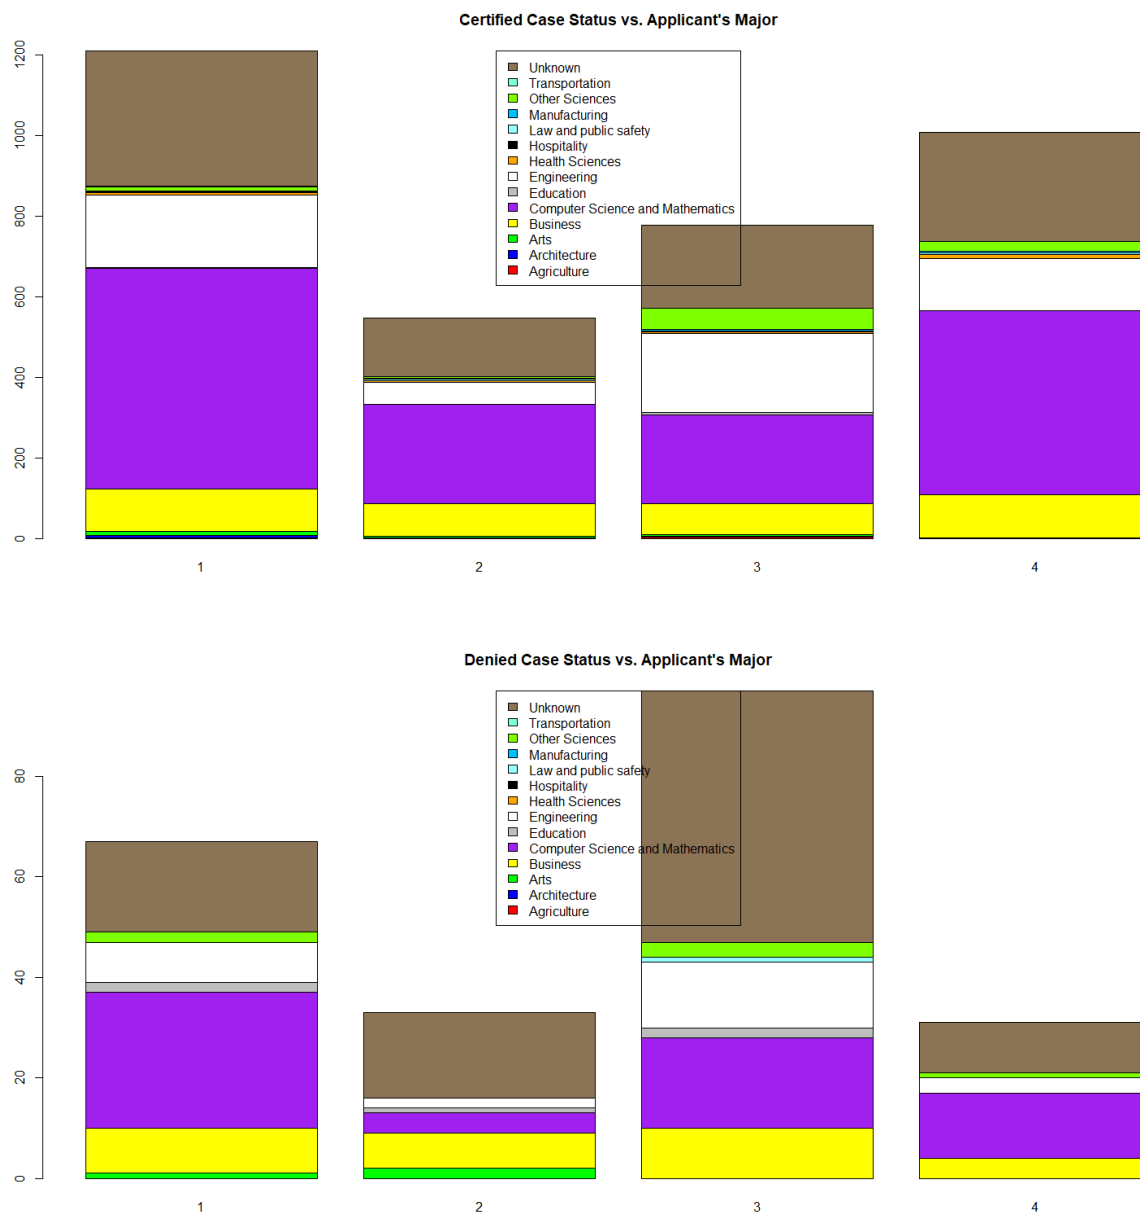 Certified Case Status vs. Applicant's Major
1200
1000
800
600
400
200
0
Unknown
Transportation
Other Sciences
Manufacturing
Law and public safety
Hospitality
Health Sciences
Engineering
Education
Computer Science and Mathematics
Business
Arts
Architecture
Agriculture
1 2 3 4
Denied Case Status vs. Applicant's Major
80
60
40
20
0
Unknown
Transportation
Other Sciences
Manufacturing
Law and public safety
Hospitality
Health Sciences
Engineering
Education
Computer Science and Mathematics
Business
Arts
Architecture
Agriculture
1 2 3 4